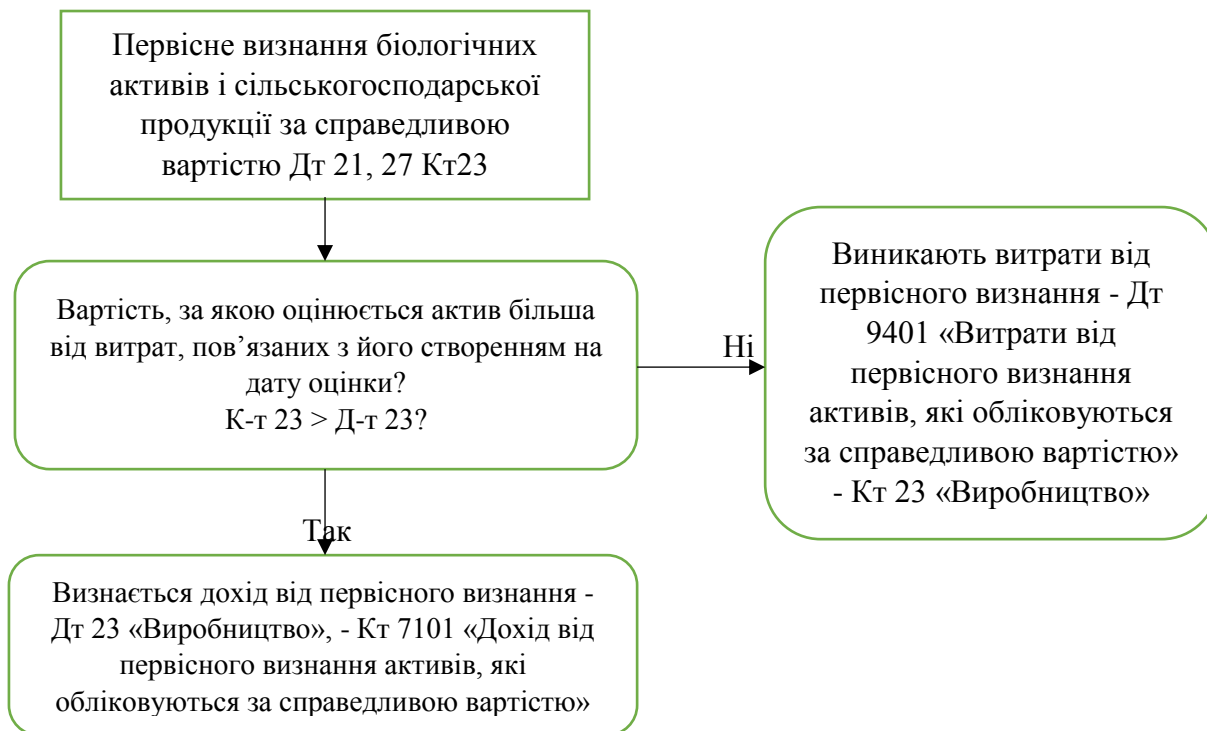 Первісне визнання біологічних
активів і сільськогосподарської
продукції за справедливою
вартістю Дт 21, 27 Кт23
Вартість, за якою оцінюється актив більша
від витрат, пов’язаних з його створенням на
дату оцінки?
К-т 23 > Д-т 23?
Ні
Виникають витрати від
первісного визнання - Дт
9401 «Витрати від
первісного визнання
активів, які обліковуються
за справедливою вартістю»
- Кт 23 «Виробництво»
Так
Визнається дохід від первісного визнання -
Дт 23 «Виробництво», - Кт 7101 «Дохід від
первісного визнання активів, які
обліковуються за справедливою вартістю»